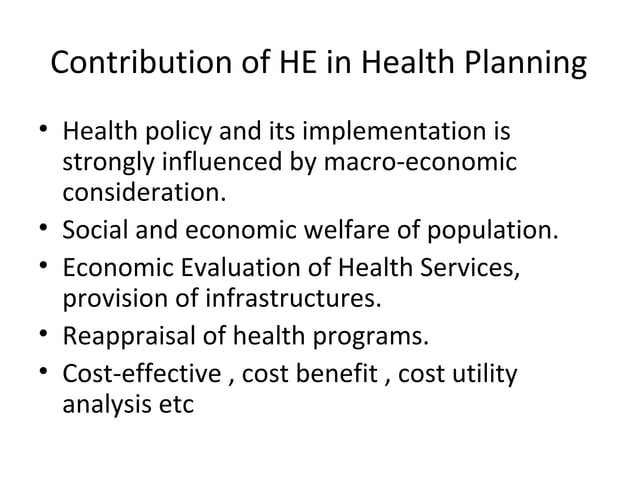 Contribution of HE in Health Planning
• Health policy and its implementation is
strongly influenced by macro-economic
consideration.
• Social and economic welfare of population.
• Economic Evaluation of Health Services,
provision of infrastructures.
• Reappraisal of health programs.
• Cost-effective , cost benefit , cost utility
analysis etc